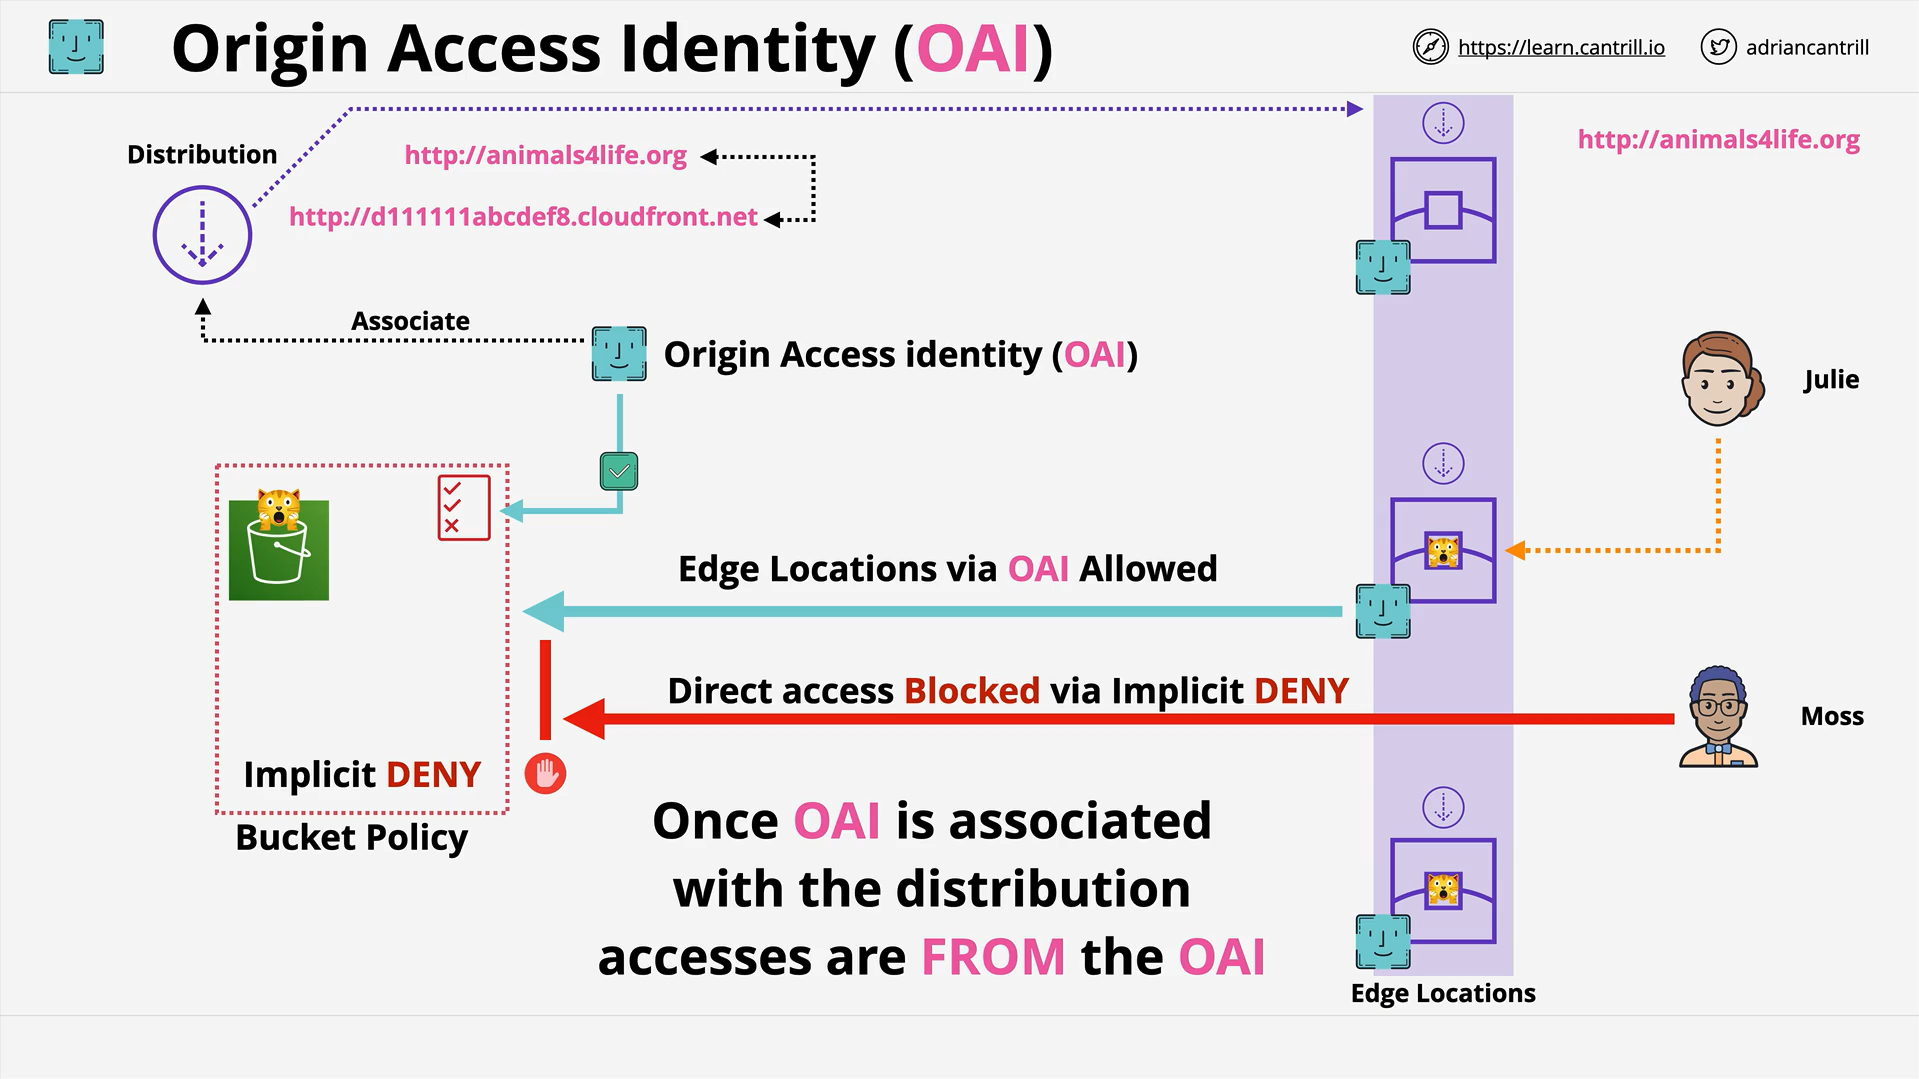 Origin Access Identity (OAI)
https://learn.cantrill.io
adriancantrill
Distribution
http://animals4life.org
http://d111111abcdef8.cloudfront.net
http://animals4life.org
Associate
Origin Access identity (OAI)
Julie
Edge Locations via OAI Allowed
Direct access Blocked via Implicit DENY
Moss
Implicit DENY
Bucket Policy
Once OAI is associated
with the distribution
accesses are FROM the OAI
Edge Locations